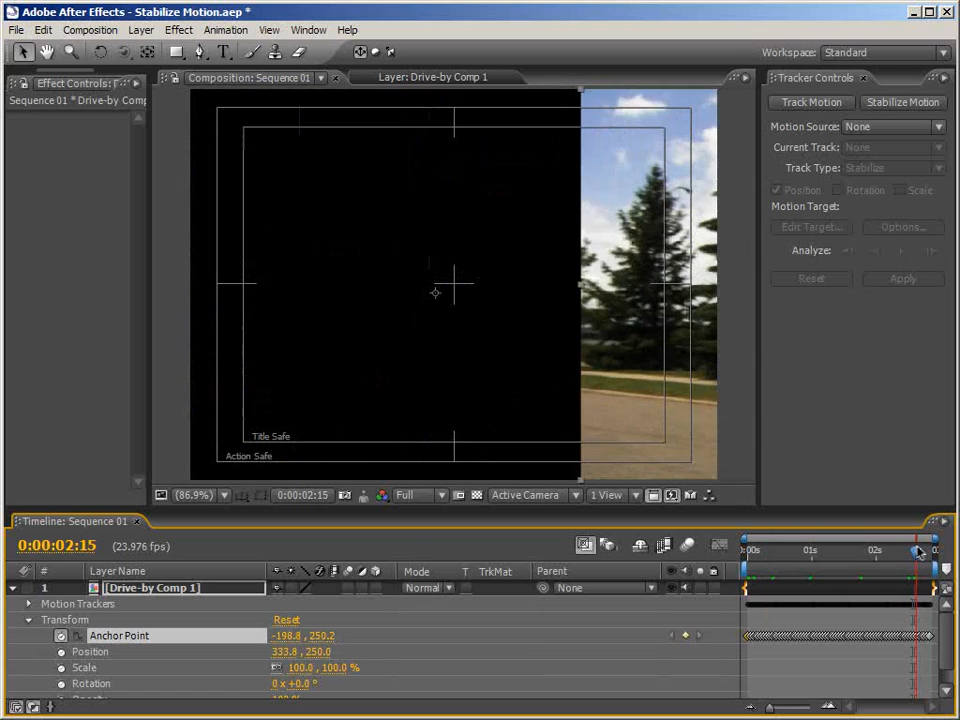 Adobe After Effects - Stabilize Motion.aep *
File Edit Composition Layer Effect Animation View Window Help
Workspace: Standard
Effect Controls: Composition: Sequence 01 Layer: Drive-by Comp 1 Tracker Controls
Sequence 01 * Drive-by Comp
Track Motion Stabilize Motion
Motion Source: None
Current Track: None
Track Type: Stabilize
Position Rotation Scale
Motion Target:
Edit Target... Options...
Analyze:
Reset Apply
Title Safe
Action Safe
(86.9%) 0:00:02:15 Full Active Camera 1 View
Timeline: Sequence 01
0:00:02:15 (23.976 fps) :00s 01s 02s
# Layer Name Mode TrkMat Parent
1 [Drive-by Comp 1] Normal None
Motion Trackers
Transform Reset
Anchor Point -198.8 , 250.2
Position 333.8 , 250.0
Scale 100.0 , 100.0 %
Rotation 0 x +0.0 °